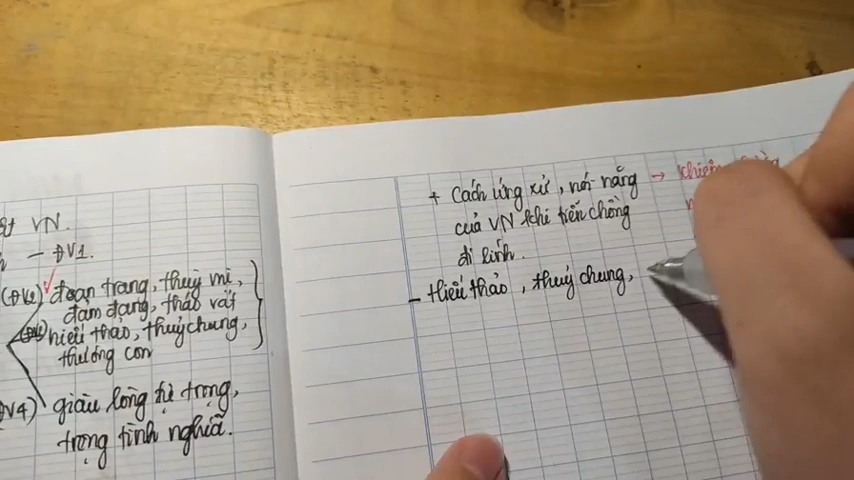 VN.
– ĐV1.
(ĐV2) đoan trang, thuỳ mị,
đảm đang, tháo vát
hiếu thảo, thuỷ chung,
thương con
giàu lòng tự trọng,
trọng tình nghĩa.
+ Cách ứng xử, nói năng →
của VN khi tiễn chồng
đi lính.
– Hiếu thảo, thuỷ chung,